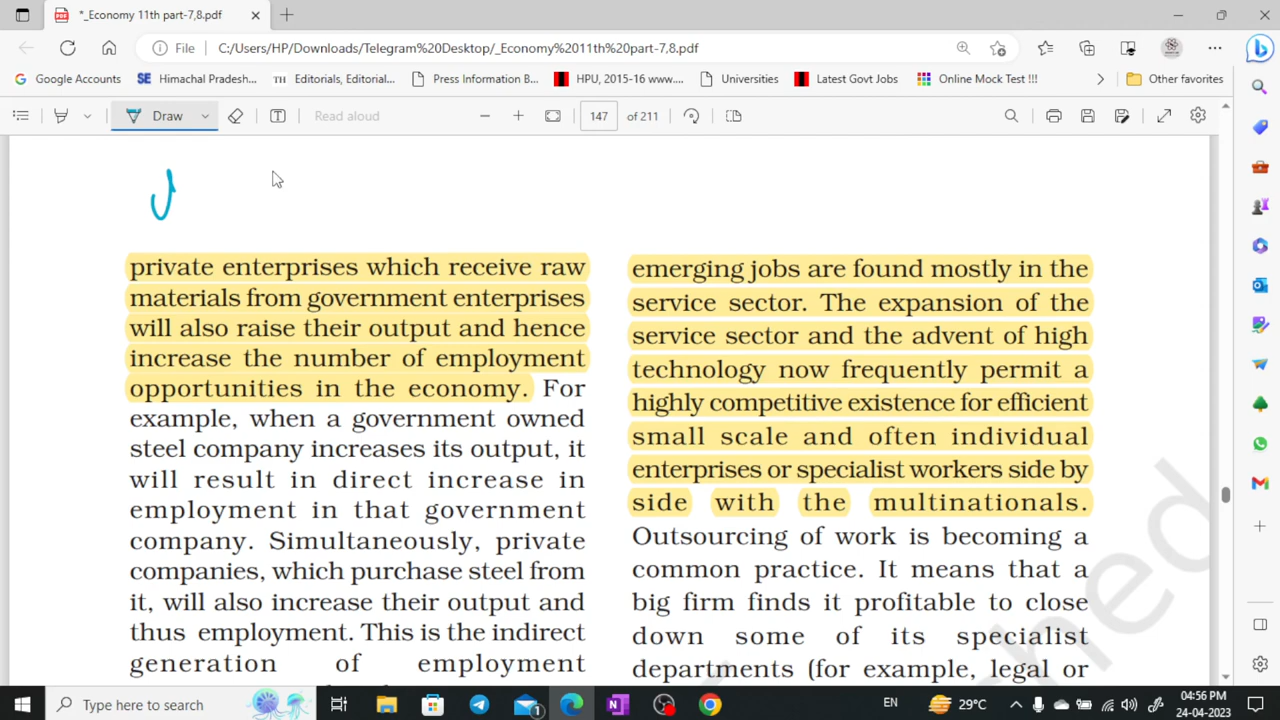 *_Economy 11th part-7,8.pdf
File
C:/Users/HP/Downloads/Telegram%20Desktop/_Economy%2011th%20part-7,8.pdf
Google Accounts
SE Himachal Pradesh...
TH Editorials, Editorial...
Press Information B...
HPU, 2015-16 www....
Universities
Latest Govt Jobs
Online Mock Test !!!
Other favorites
Draw
Read aloud
147 of 211
private enterprises which receive raw
materials from government enterprises
will also raise their output and hence
increase the number of employment
opportunities in the economy. For
example, when a government owned
steel company increases its output, it
will result in direct increase in
employment in that government
company. Simultaneously, private
companies, which purchase steel from
it, will also increase their output and
thus employment. This is the indirect
generation of employment
emerging jobs are found mostly in the
service sector. The expansion of the
service sector and the advent of high
technology now frequently permit a
highly competitive existence for efficient
small scale and often individual
enterprises or specialist workers side by
side with the multinationals.
Outsourcing of work is becoming a
common practice. It means that a
big firm finds it profitable to close
down some of its specialist
departments (for example, legal or
Type here to search
1
EN
29°C
04:56 PM
24-04-2023